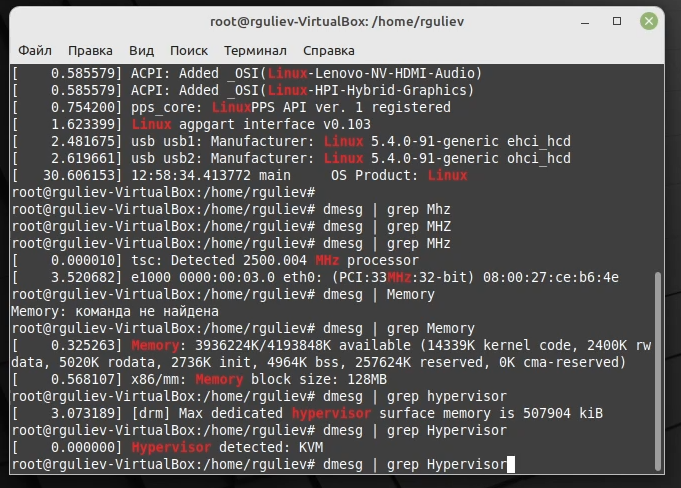 root@rguliev-VirtualBox: /home/rguliev
Файл Правка Вид Поиск Терминал Справка
[    0.585579] ACPI: Added _OSI(Linux-Lenovo-NV-HDMI-Audio)
[    0.585579] ACPI: Added _OSI(Linux-HPI-Hybrid-Graphics)
[    0.754200] pps_core: LinuxPPS API ver. 1 registered
[    1.623399] Linux agpgart interface v0.103
[    2.481675] usb usb1: Manufacturer: Linux 5.4.0-91-generic ehci_hcd
[    2.619661] usb usb2: Manufacturer: Linux 5.4.0-91-generic ohci_hcd
[   30.606153] 12:58:34.413772 main     OS Product: Linux
root@rguliev-VirtualBox:/home/rguliev#
root@rguliev-VirtualBox:/home/rguliev# dmesg | grep Mhz
root@rguliev-VirtualBox:/home/rguliev# dmesg | grep MHZ
root@rguliev-VirtualBox:/home/rguliev# dmesg | grep MHz
[    0.000010] tsc: Detected 2500.004 MHz processor
[    3.520682] e1000 0000:00:03.0 eth0: (PCI:33MHz:32-bit) 08:00:27:ce:b6:4e
root@rguliev-VirtualBox:/home/rguliev# dmesg | Memory
Memory: команда не найдена
root@rguliev-VirtualBox:/home/rguliev# dmesg | grep Memory
[    0.325263] Memory: 3936224K/4193848K available (14339K kernel code, 2400K rw
data, 5020K rodata, 2736K init, 4964K bss, 257624K reserved, 0K cma-reserved)
[    0.568107] x86/mm: Memory block size: 128MB
root@rguliev-VirtualBox:/home/rguliev# dmesg | grep hypervisor
[    3.073189] [drm] Max dedicated hypervisor surface memory is 507904 kiB
root@rguliev-VirtualBox:/home/rguliev# dmesg | grep Hypervisor
[    0.000000] Hypervisor detected: KVM
root@rguliev-VirtualBox:/home/rguliev# dmesg | grep Hypervisor